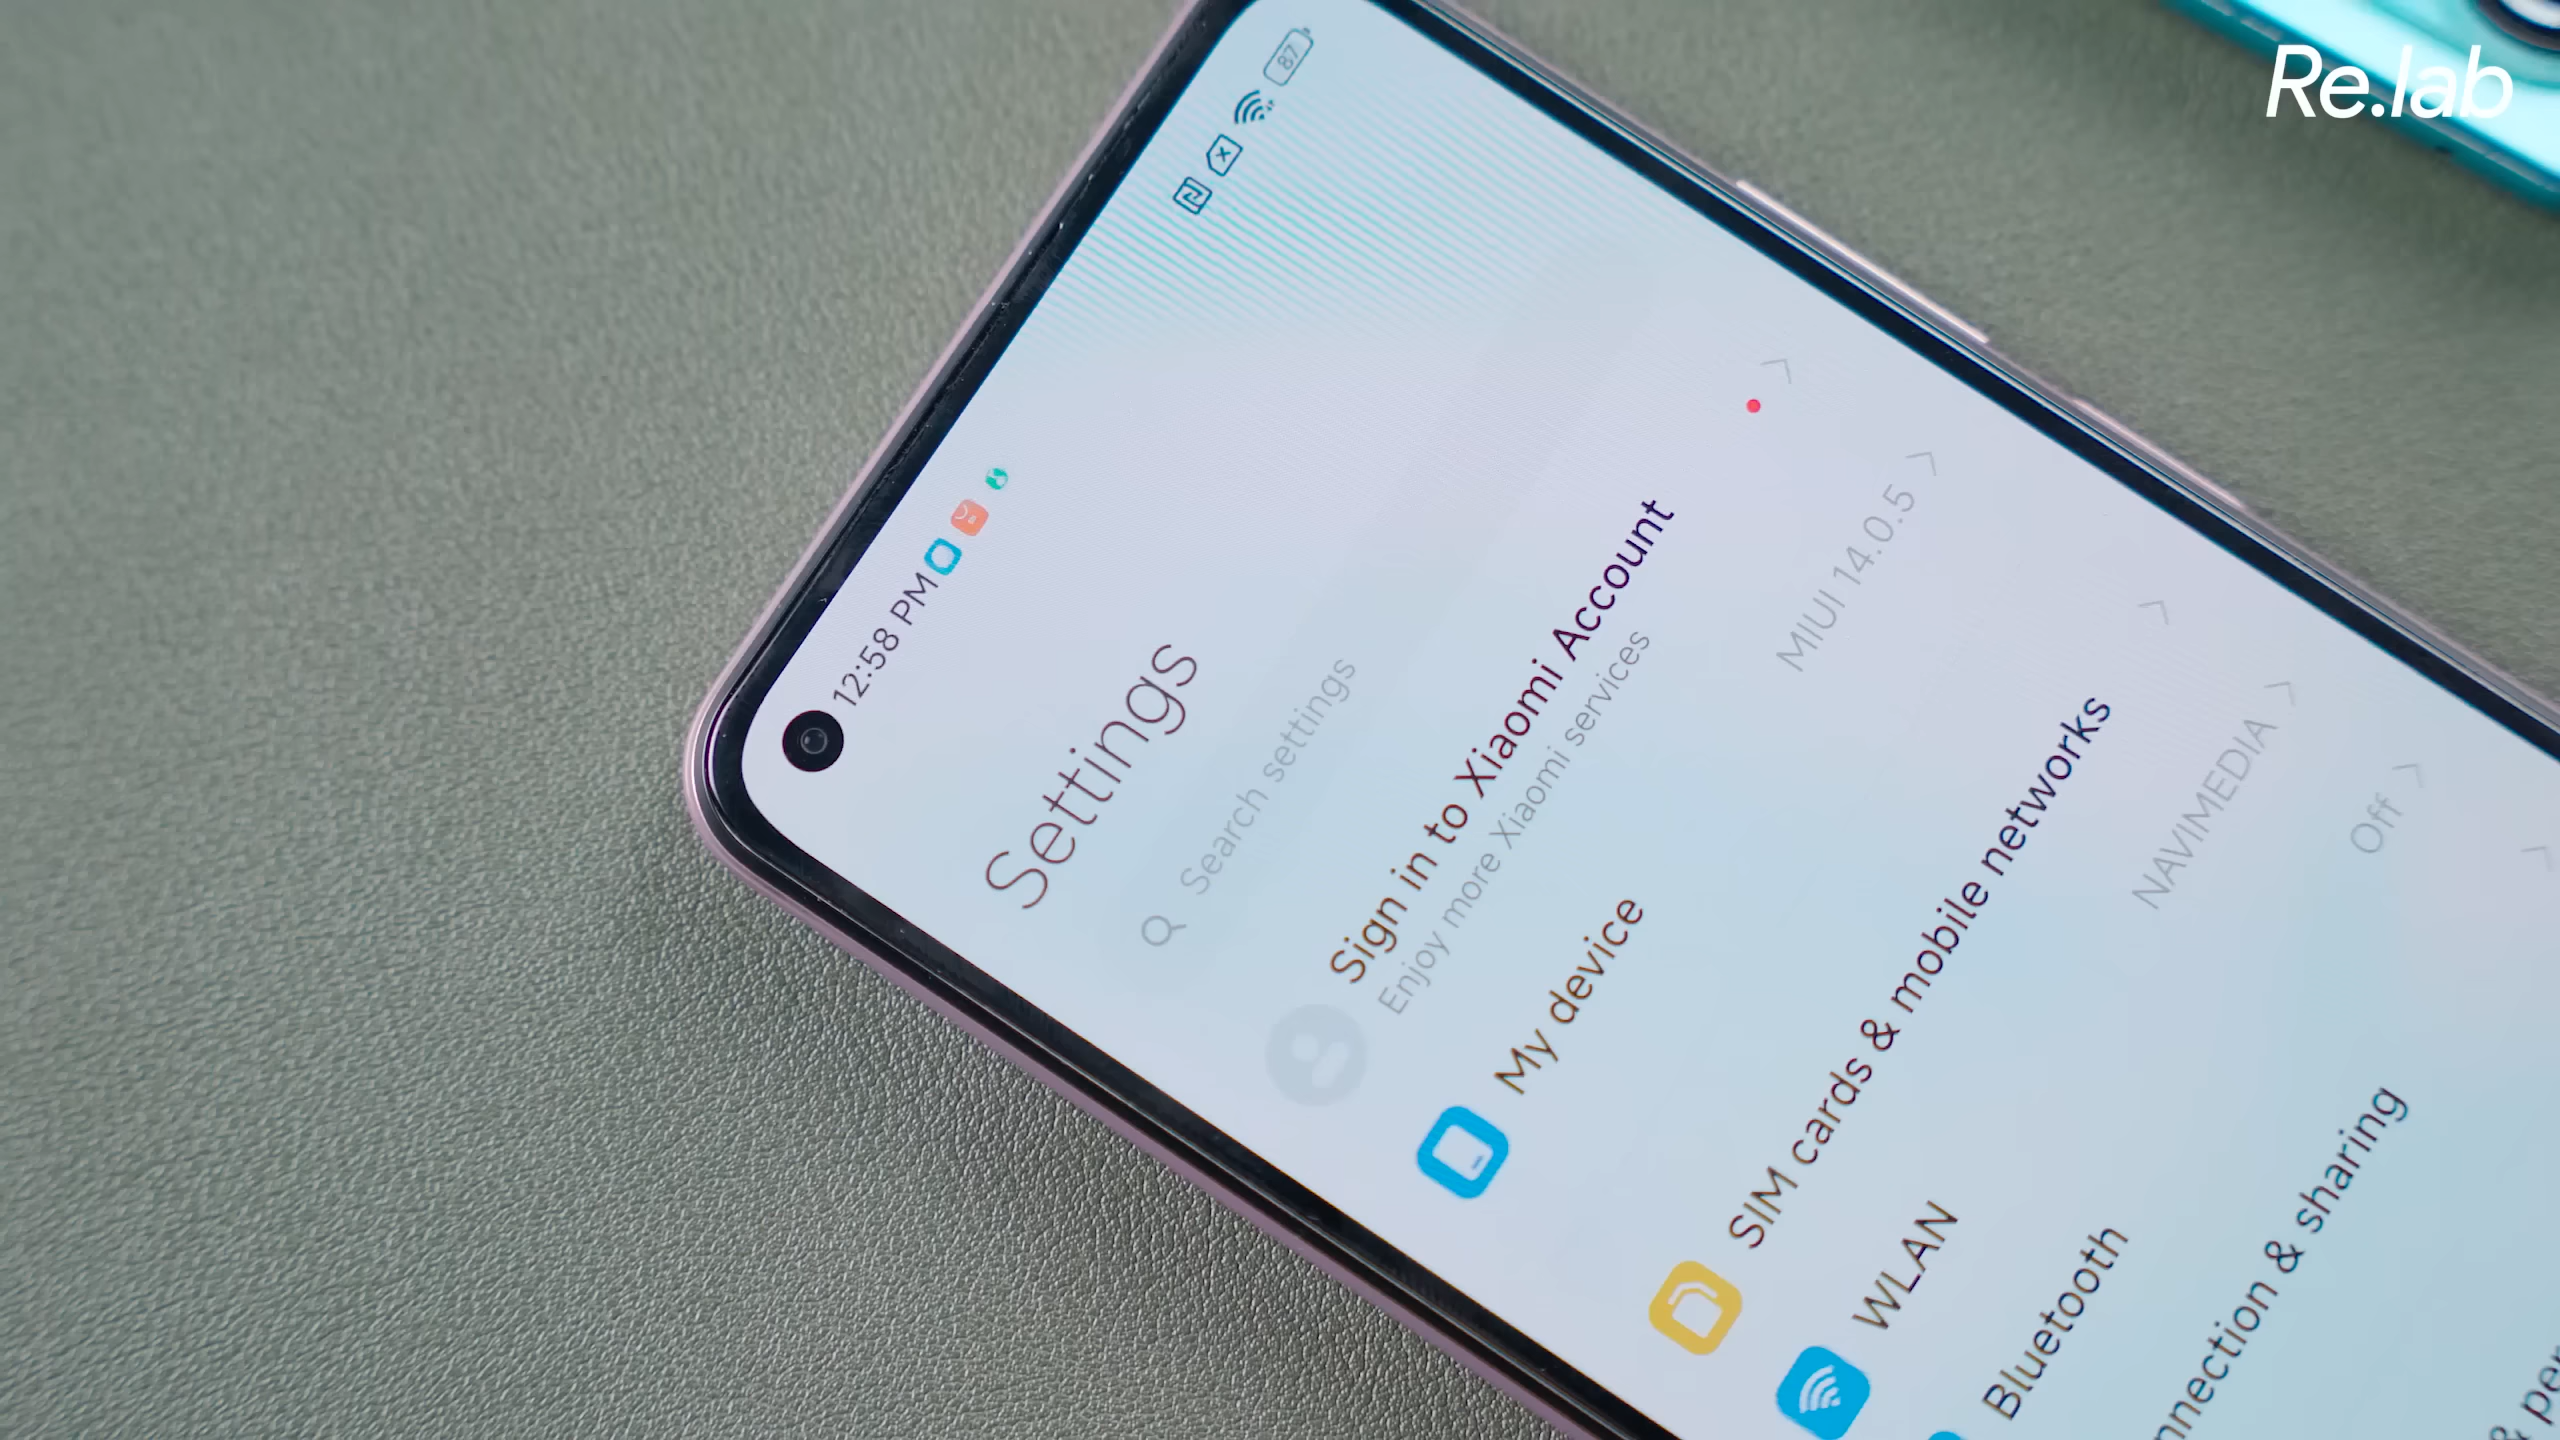 Re.lab
12:58 PM
87
Settings
Search settings
Sign in to Xiaomi Account
Enjoy more Xiaomi services
My device
MIUI 14.0.5
SIM cards & mobile networks
WLAN
NAVIMEDIA
Bluetooth
Off
& sharing
&